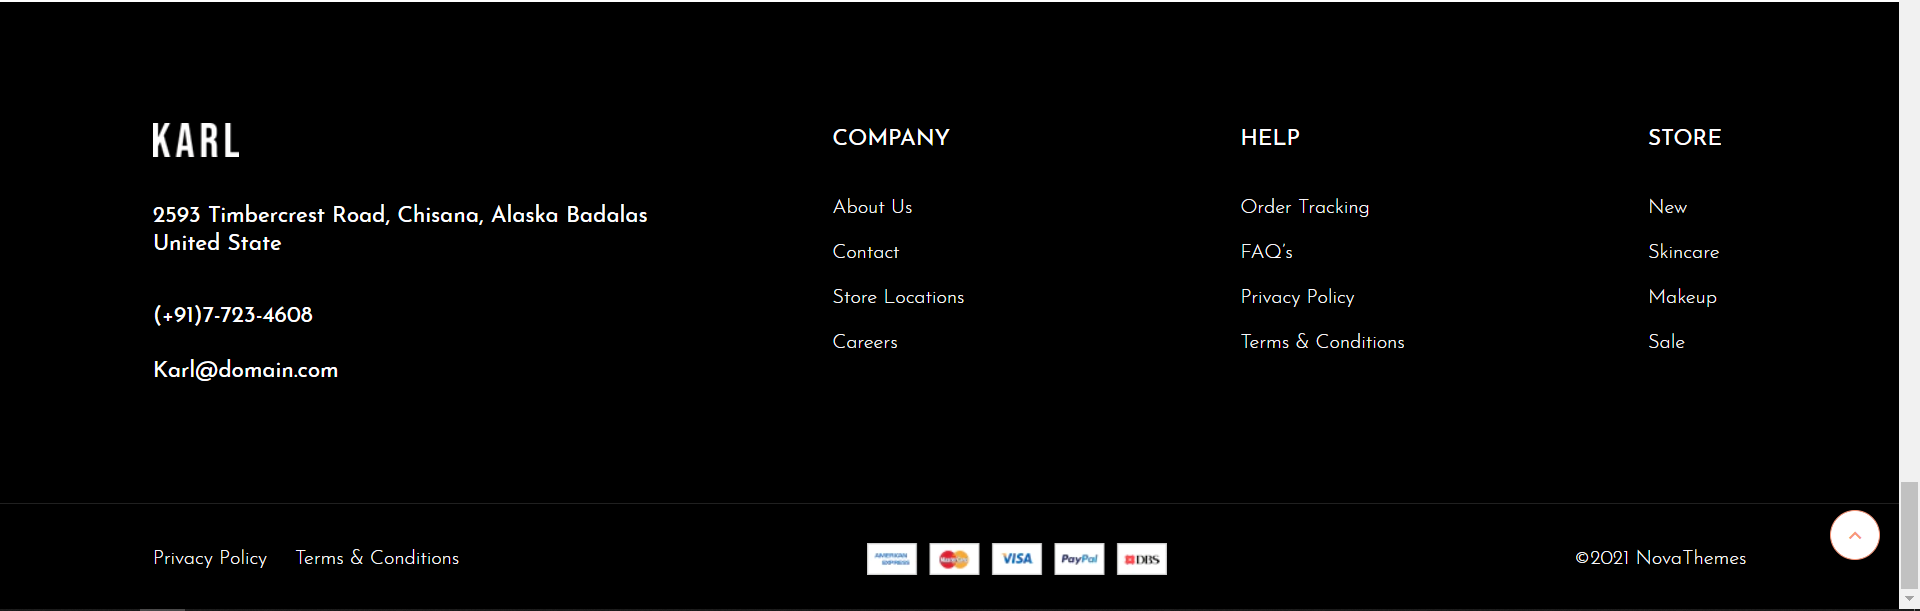 KARL
2593 Timbercrest Road, Chisana, Alaska Badalas
United State
(+91)7-723-4608
Karl@domain.com
COMPANY
About Us
Contact
Store Locations
Careers
HELP
Order Tracking
FAQ's
Privacy Policy
Terms & Conditions
STORE
New
Skincare
Makeup
Sale
Privacy Policy
Terms & Conditions
AMERICAN
EXPRESS
MasterCard
VISA
PayPal
DBS
©2021 NovaThemes